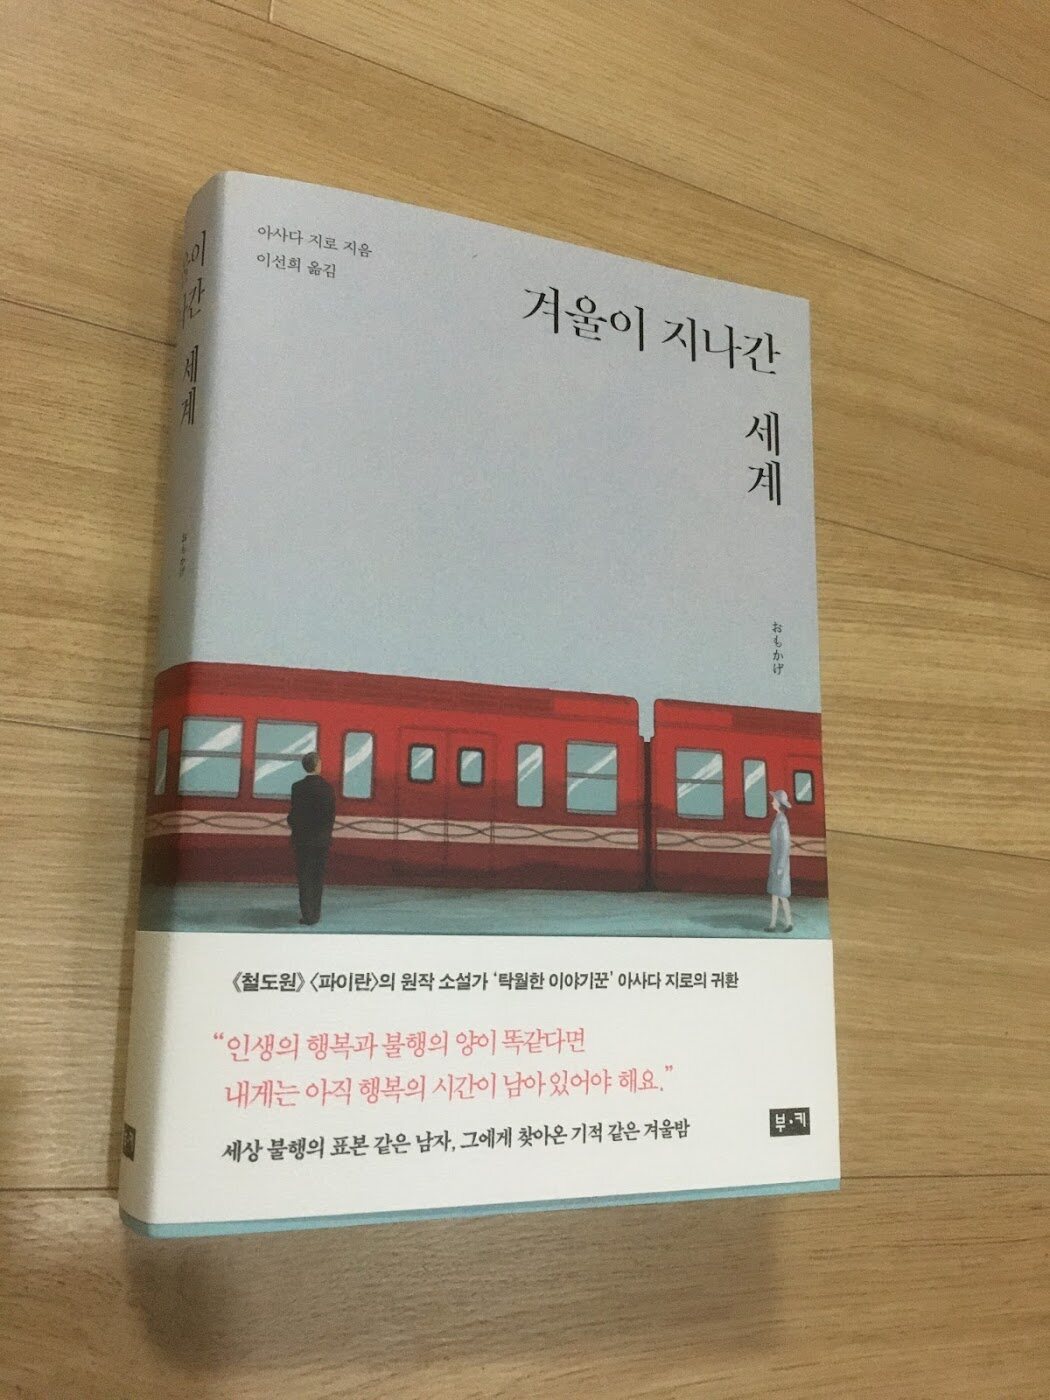 아사다 지로 지음
이선희 옮김
겨울이 지나간
세계
おもかげ
《철도원》 〈파이란〉의 원작 소설가 ‘탁월한 이야기꾼’ 아사다 지로의 귀환
“인생의 행복과 불행의 양이 똑같다면
내게는 아직 행복의 시간이 남아 있어야 해요.”
세상 불행의 표본 같은 남자, 그에게 찾아온 기적 같은 겨울밤
부·키
세계
おもかげ